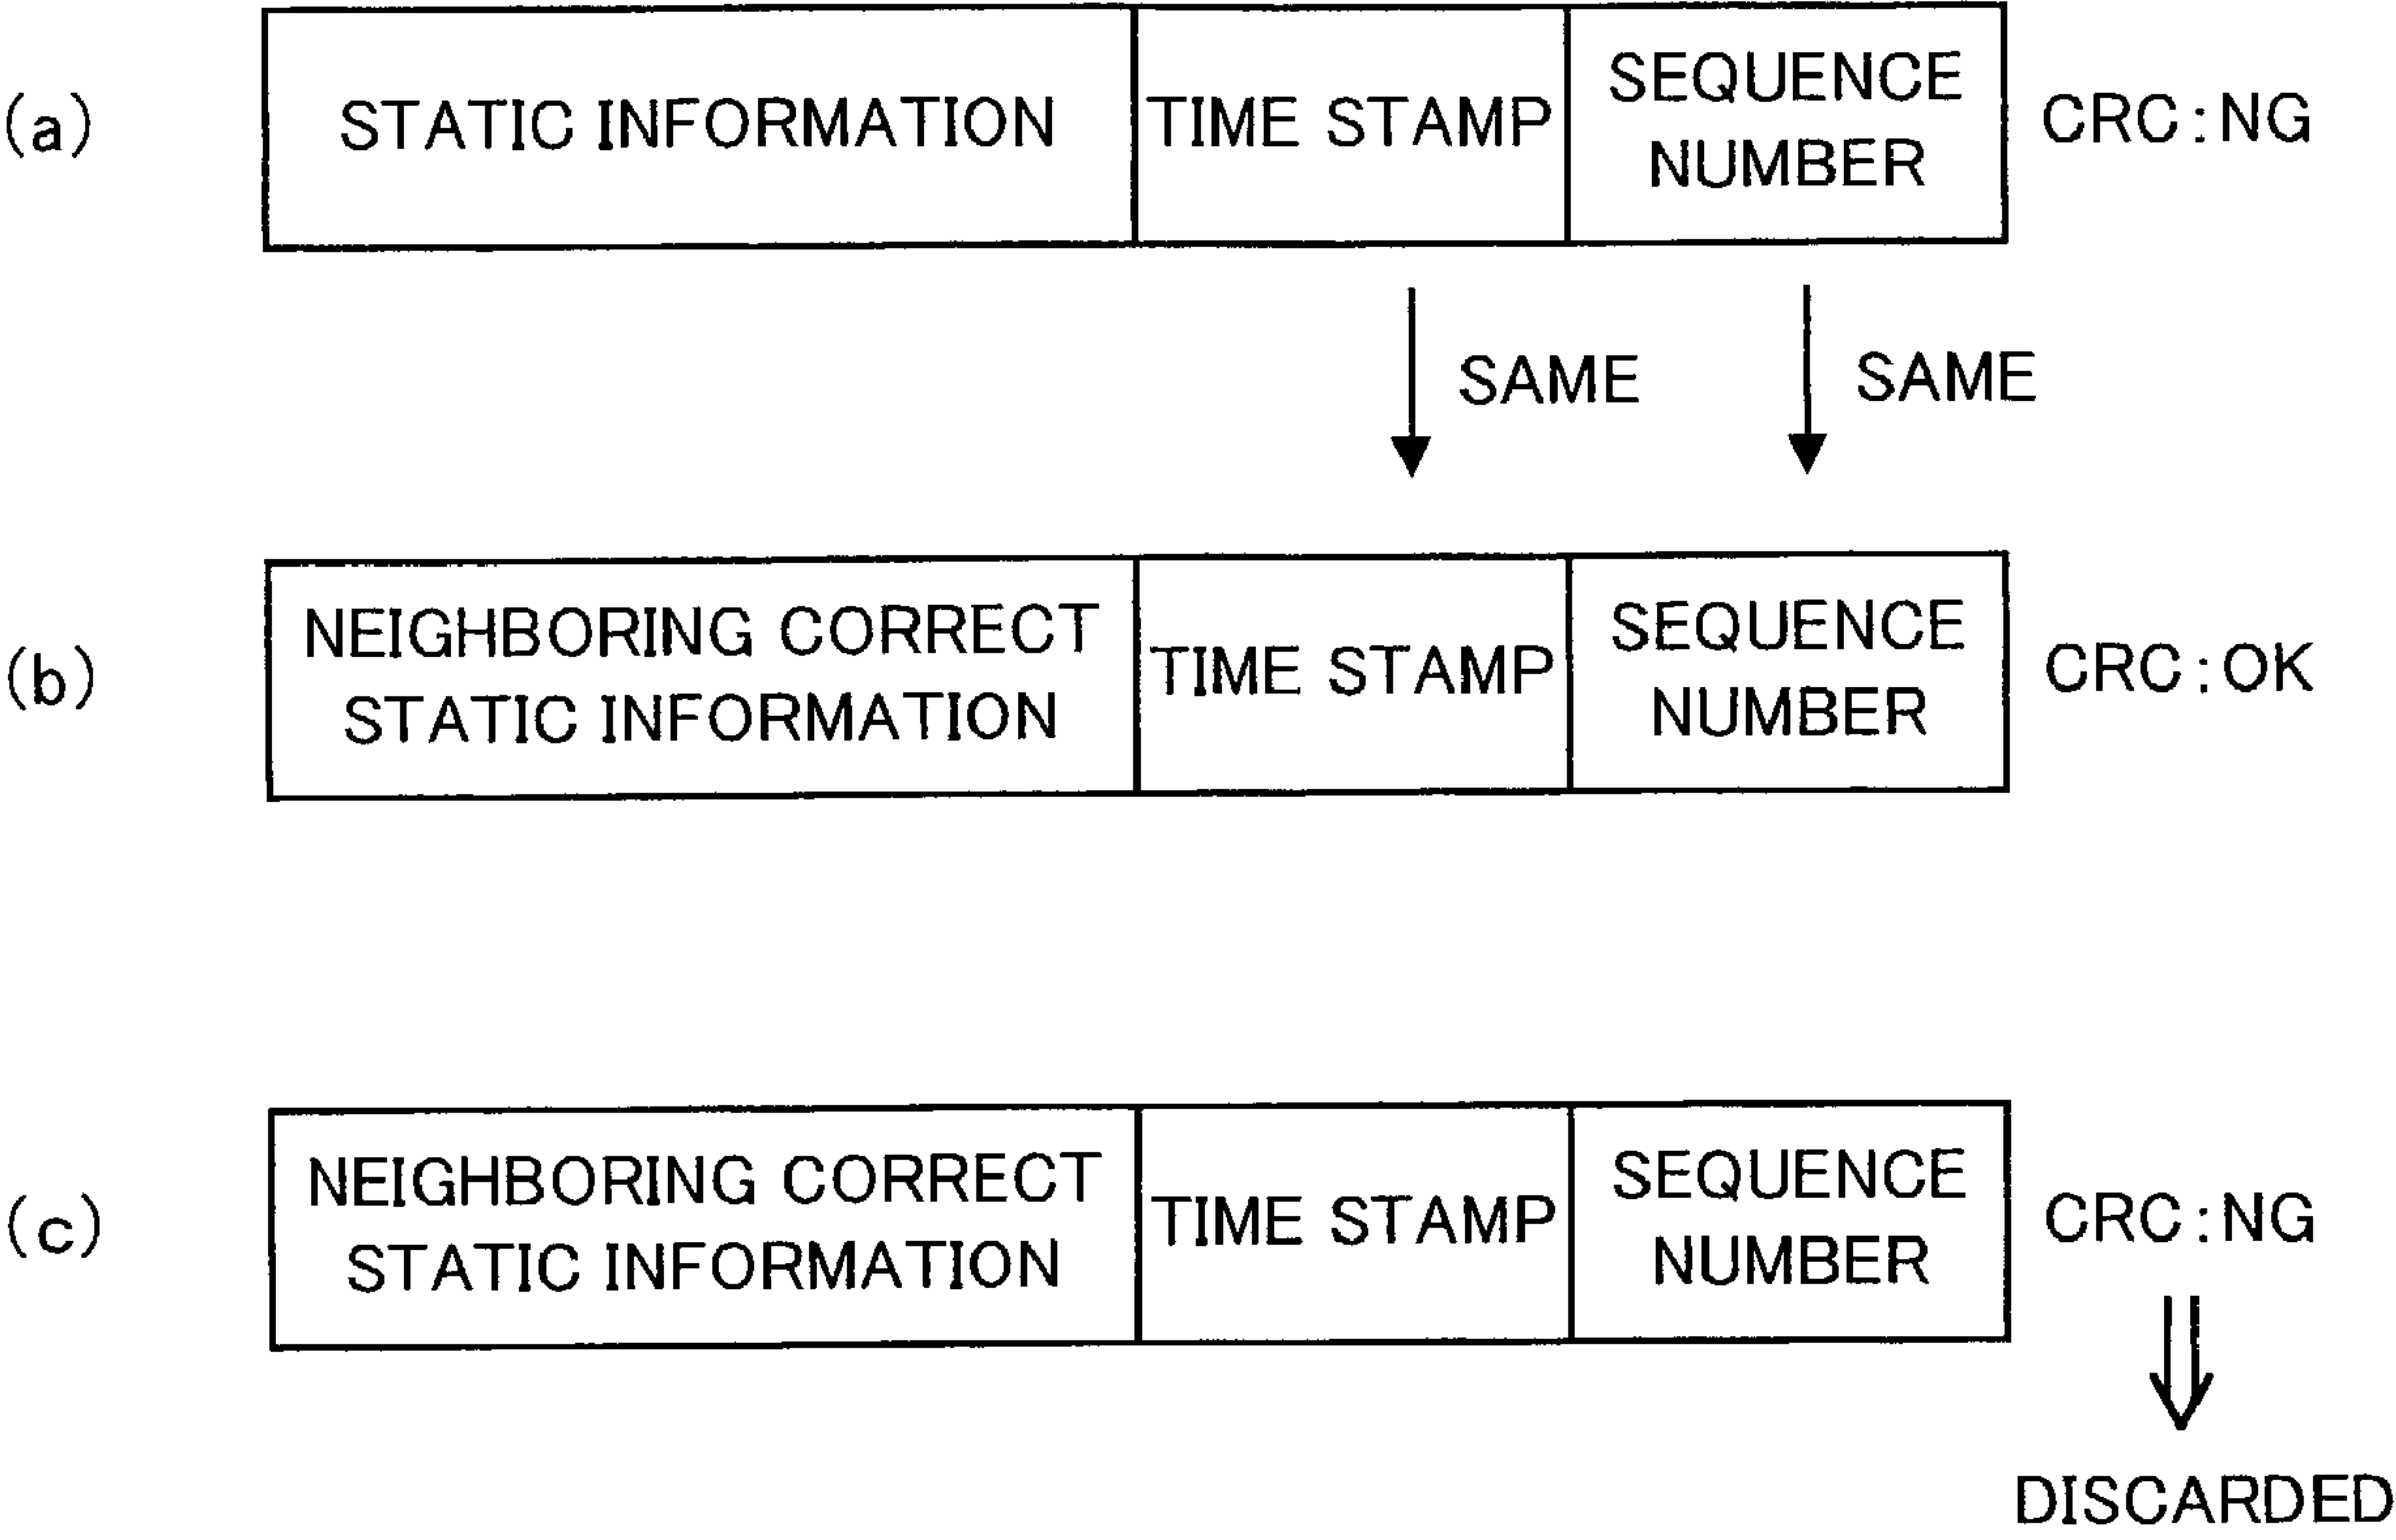 (a)
STATIC INFORMATION
TIME STAMP
SEQUENCE
NUMBER
CRC:NG
SAME
SAME
(b)
NEIGHBORING CORRECT
STATIC INFORMATION
TIME STAMP
SEQUENCE
NUMBER
CRC:OK
(c)
NEIGHBORING CORRECT
STATIC INFORMATION
TIME STAMP
SEQUENCE
NUMBER
CRC:NG
DISCARDED